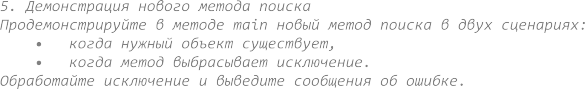 5. Демонстрация нового метода поиска
Продемонстрируйте в методе main новый метод поиска в двух сценариях:
• когда нужный объект существует,
• когда метод выбрасывает исключение.
Обработайте исключение и выведите сообщения об ошибке.